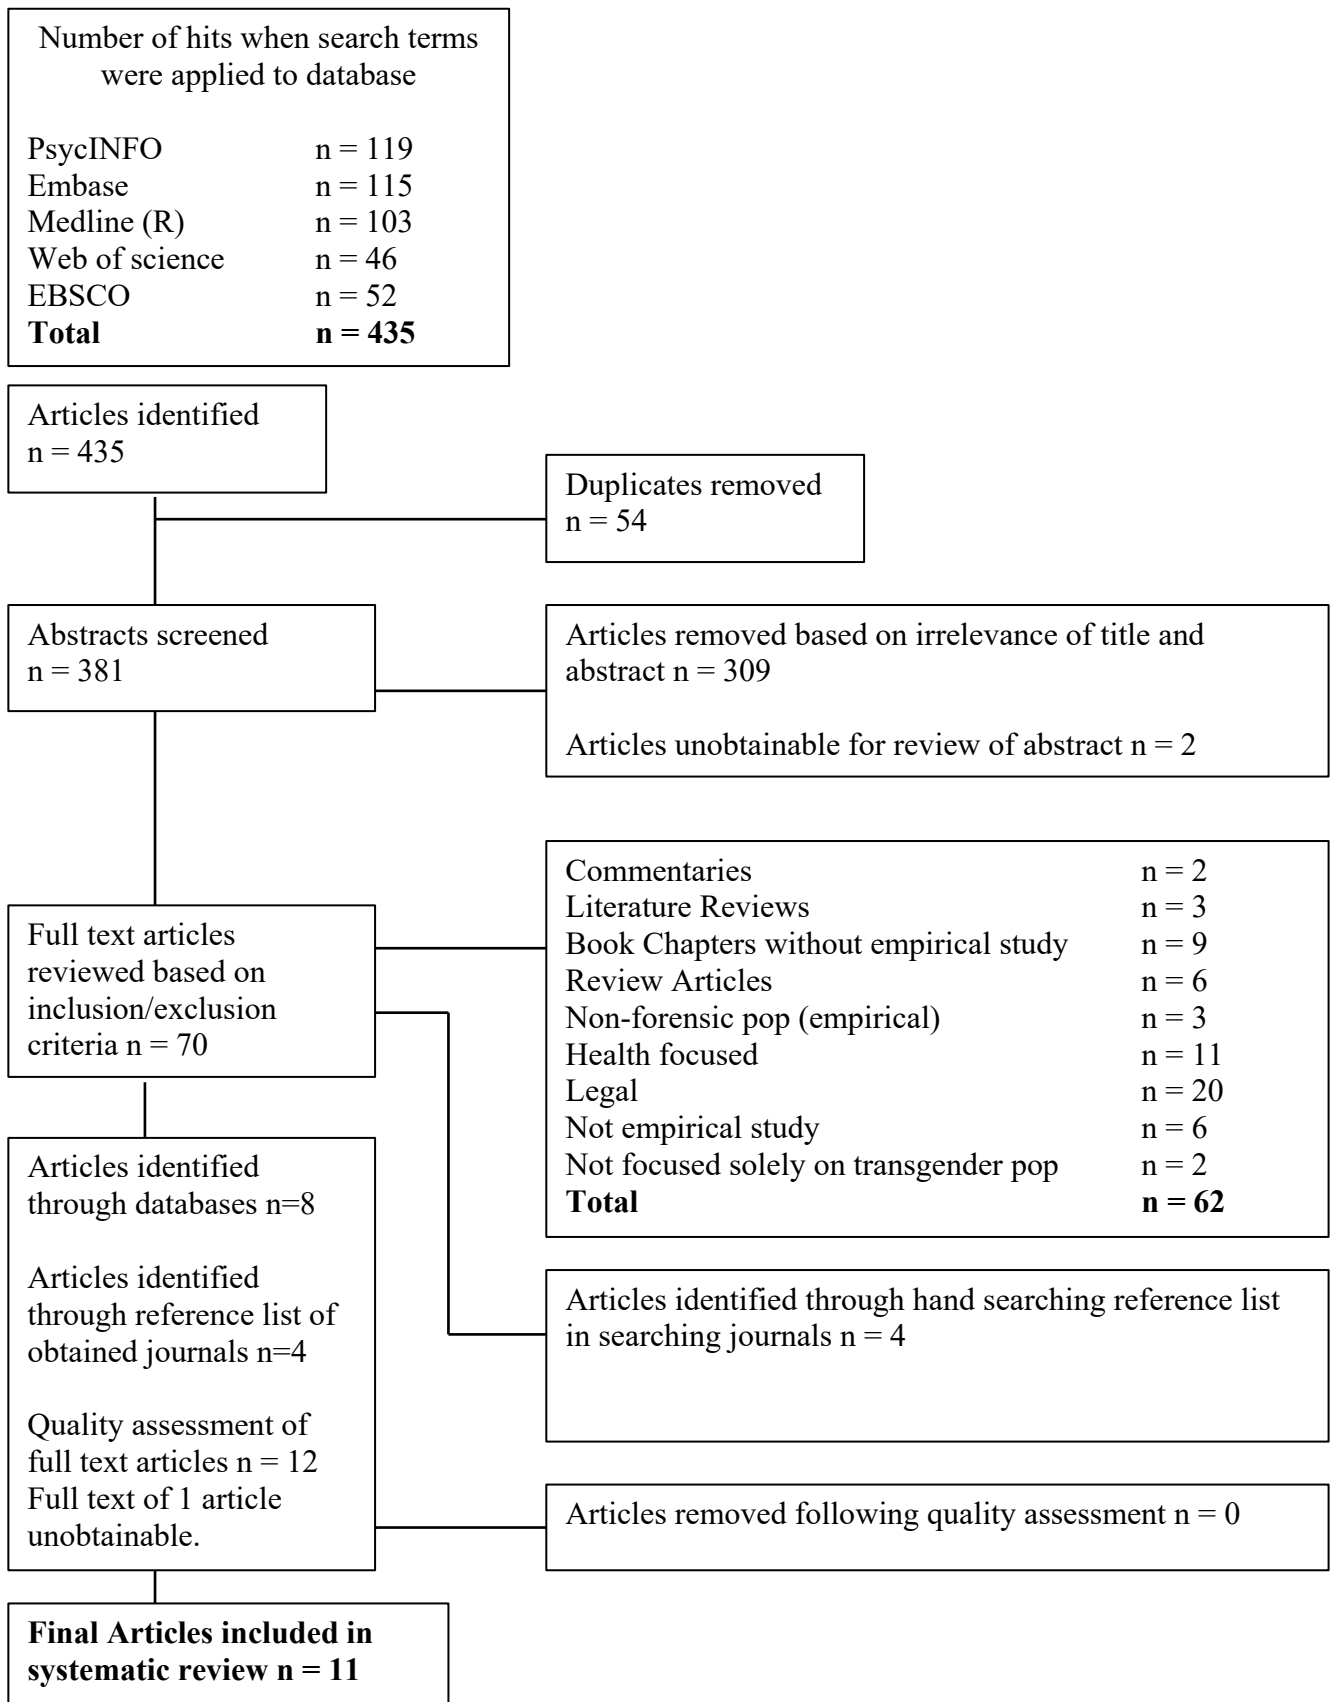 Number of hits when search terms
were applied to database
PsycINFO n = 119
Embase n = 115
Medline (R) n = 103
Web of science n = 46
EBSCO n = 52
Total n = 435
Articles identified
n = 435
Duplicates removed
n = 54
Abstracts screened
n = 381
Articles removed based on irrelevance of title and
abstract n = 309
Articles unobtainable for review of abstract n = 2
Full text articles
reviewed based on
inclusion/exclusion
criteria n = 70
Commentaries n = 2
Literature Reviews n = 3
Book Chapters without empirical study n = 9
Review Articles n = 6
Non-forensic pop (empirical) n = 3
Health focused n = 11
Legal n = 20
Not empirical study n = 6
Not focused solely on transgender pop n = 2
Total n = 62
Articles identified through hand searching reference list
in searching journals n = 4
Articles identified
through databases n=8
Articles identified
through reference list of
obtained journals n=4
Quality assessment of
full text articles n = 12
Full text of 1 article
unobtainable.
Articles removed following quality assessment n = 0
Final Articles included in
systematic review n = 11